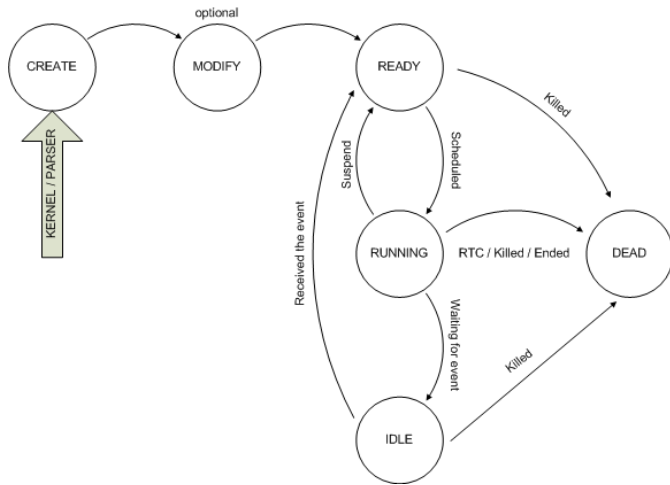 optional
CREATE
MODIFY
READY
KERNEL / PARSER
Killed
Suspend
Scheduled
Received the event
RUNNING
RTC / Killed / Ended
DEAD
Waiting for event
Killed
IDLE